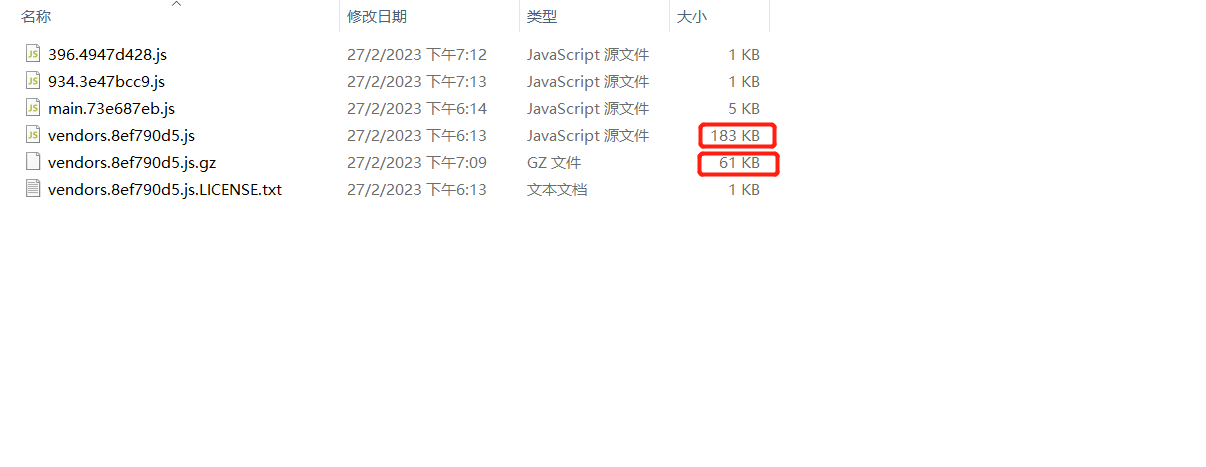 名称 修改日期 类型 大小
396.4947d428.js 27/2/2023 下午7:12 JavaScript 源文件 1 KB
934.3e47bcc9.js 27/2/2023 下午7:13 JavaScript 源文件 1 KB
main.73e687eb.js 27/2/2023 下午6:14 JavaScript 源文件 5 KB
vendors.8ef790d5.js 27/2/2023 下午6:13 JavaScript 源文件 183 KB
vendors.8ef790d5.js.gz 27/2/2023 下午7:09 GZ 文件 61 KB
vendors.8ef790d5.js.LICENSE.txt 27/2/2023 下午6:13 文本文档 1 KB